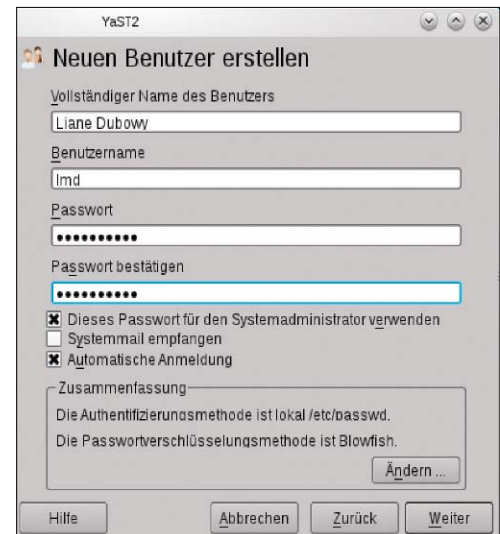 YaST2
Neuen Benutzer erstellen
Vollständiger Name des Benutzers
Liane Dubowy
Benutzername
lmd
Passwort
••••••••••
Passwort bestätigen
••••••••••
Dieses Passwort für den Systemadministrator verwenden
Systemmail empfangen
Automatische Anmeldung
Zusammenfassung
Die Authentifizierungsmethode ist lokal /etc/passwd.
Die Passwortverschlüsselungsmethode ist Blowfish.
Ändern ...
Hilfe Abbrechen Zurück Weiter